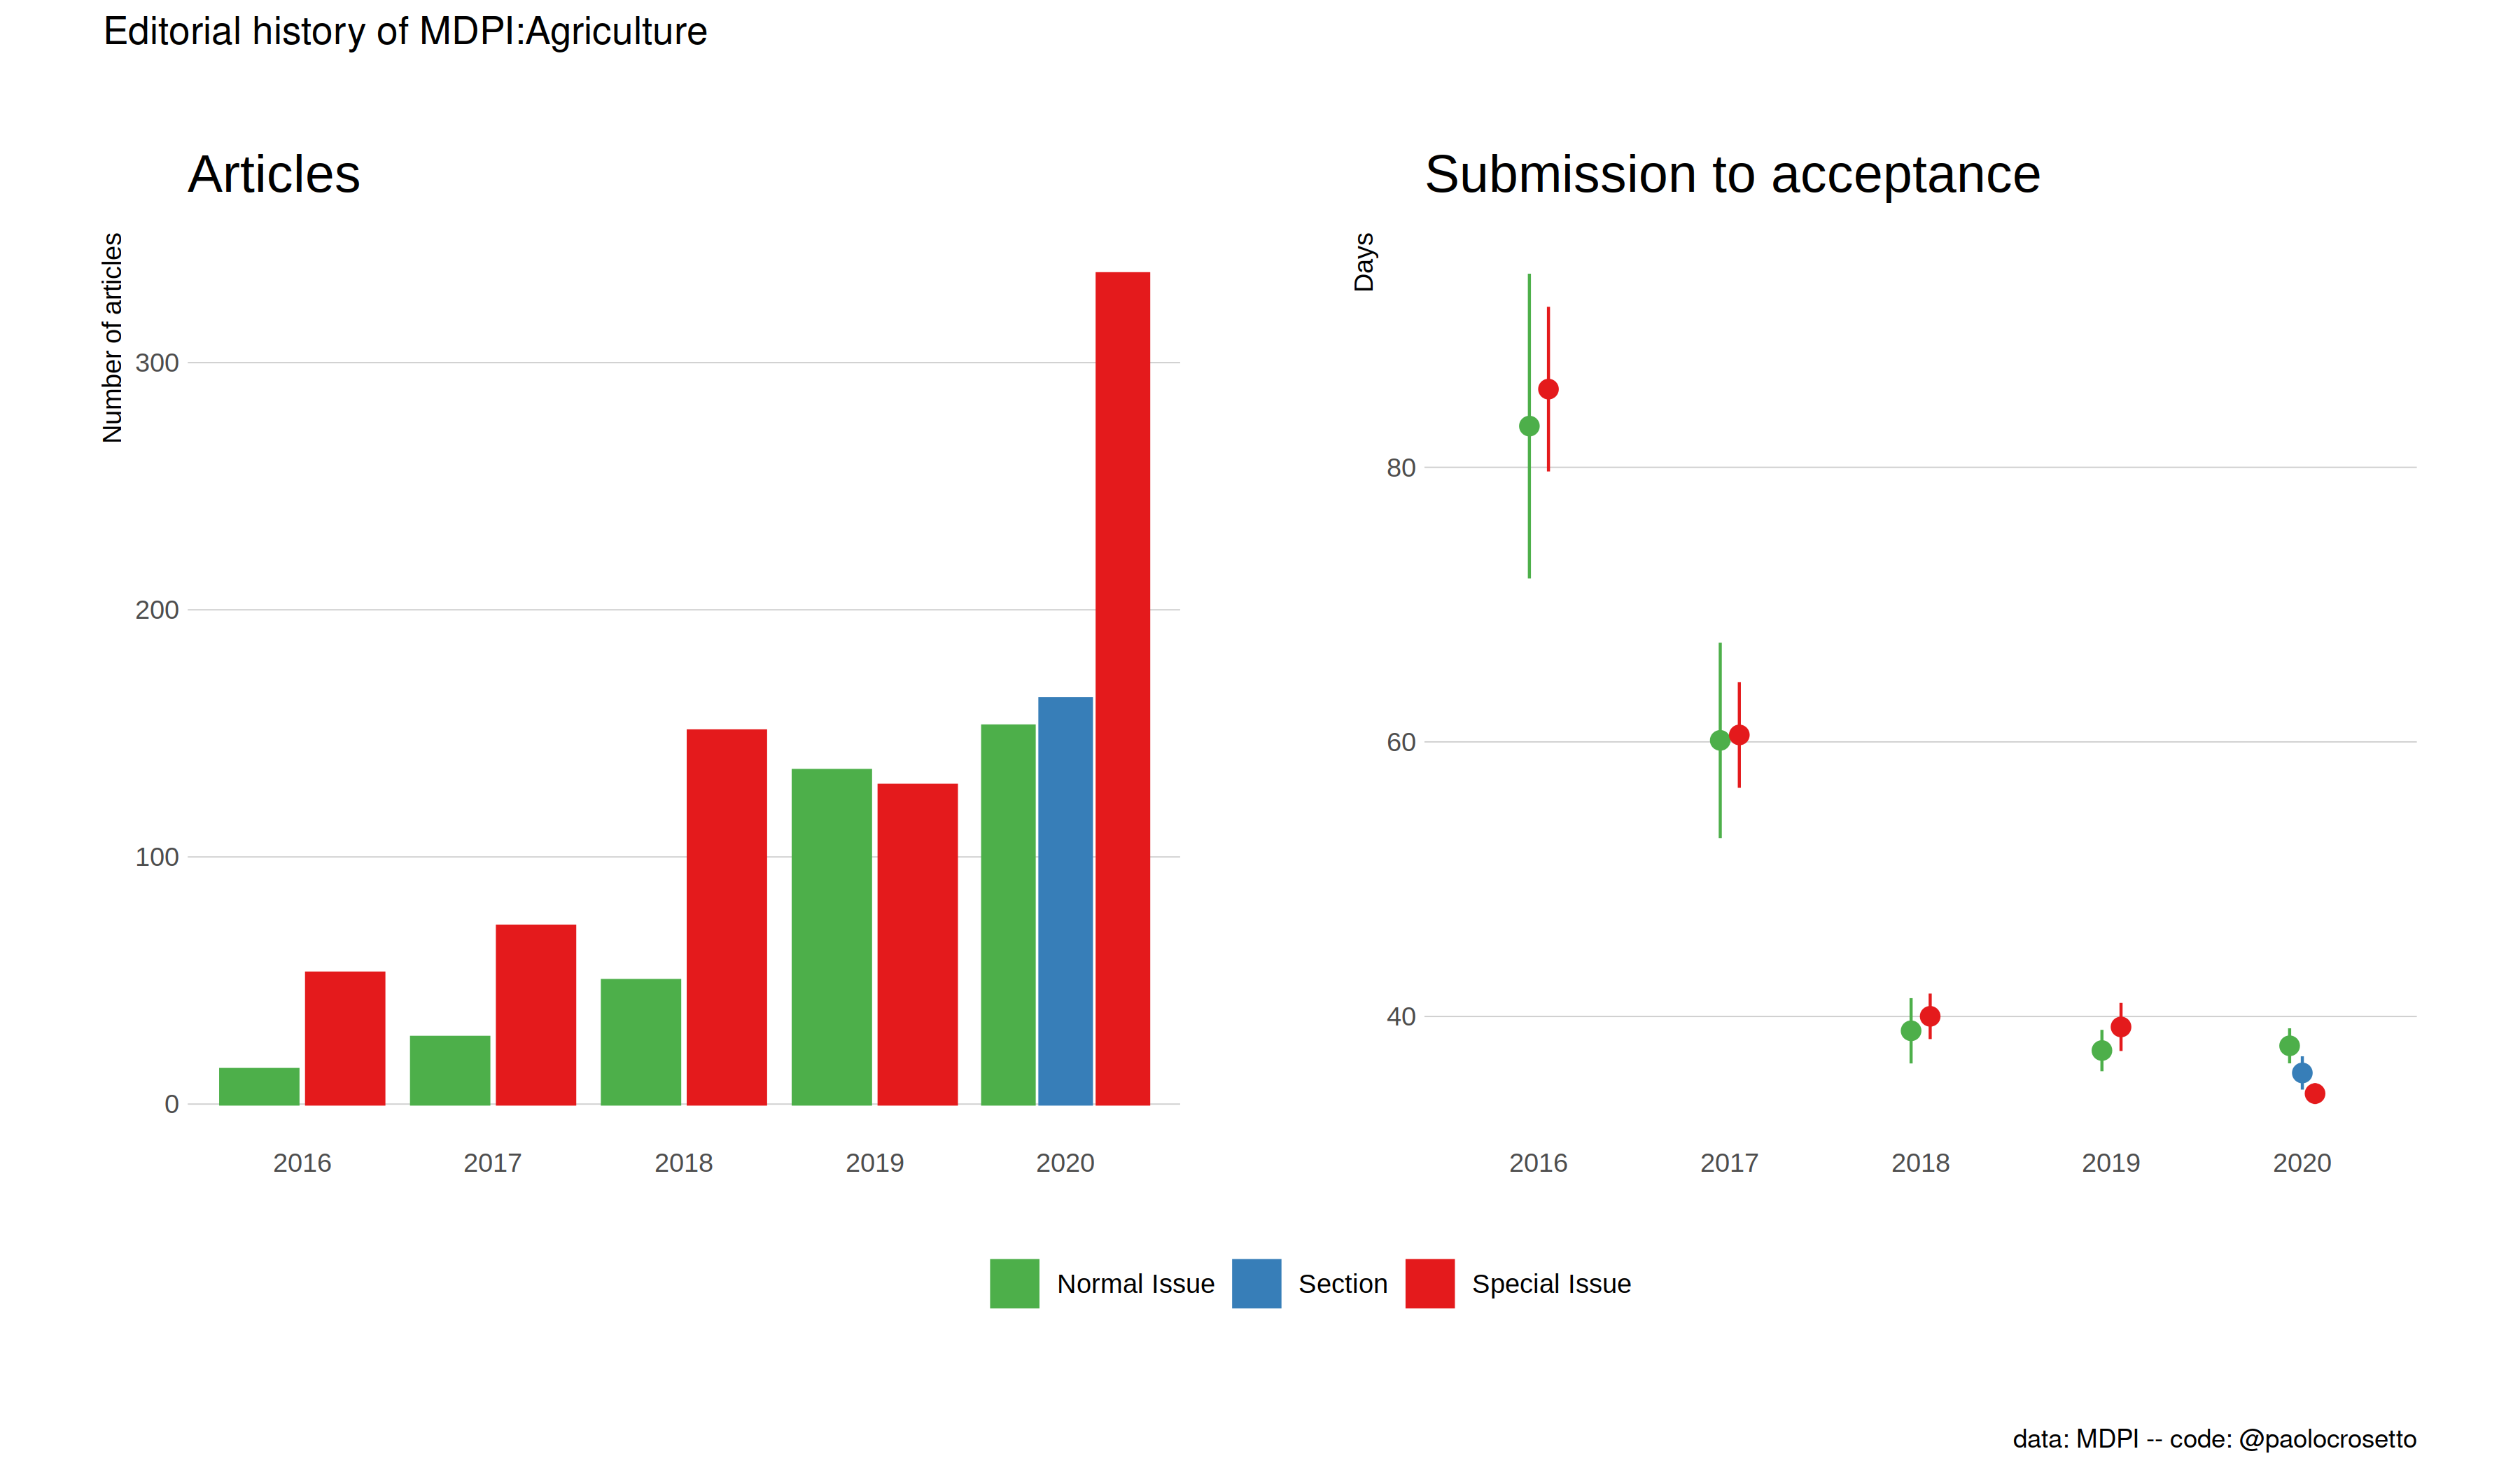 Editorial history of MDPI:Agriculture
Articles
Number of articles
300
200
100
0
2016 2017 2018 2019 2020
Submission to acceptance
Days
80
60
40
2016 2017 2018 2019 2020
Normal Issue Section Special Issue
data: MDPI -- code: @paolocrosetto